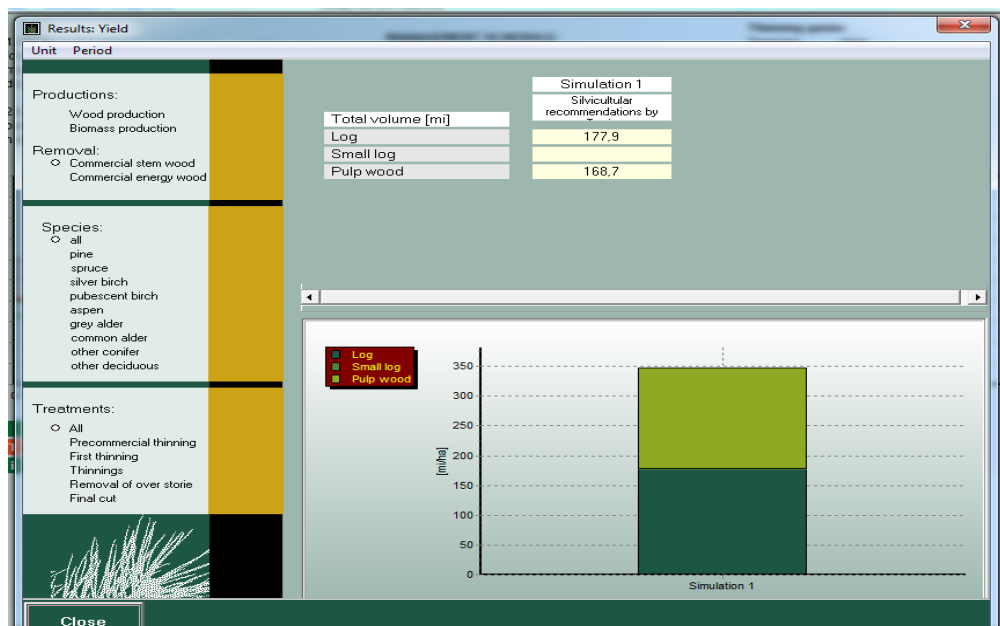 Results: Yield
Unit Period
Productions:
Wood production
Biomass production
Removal:
Commercial stem wood
Commercial energy wood
Species:
all
pine
spruce
silver birch
pubescent birch
aspen
grey alder
common alder
other conifer
other deciduous
Treatments:
All
Precommercial thinning
First thinning
Thinnings
Removal of over storie
Final cut
Close
Simulation 1
Silvicultular
recommendations by
Total volume [mi]
Log 177,9
Small log
Pulp wood 168,7
Log
Small log
Pulp wood
[mi/ha]
350
300
250
200
150
100
50
0
Simulation 1